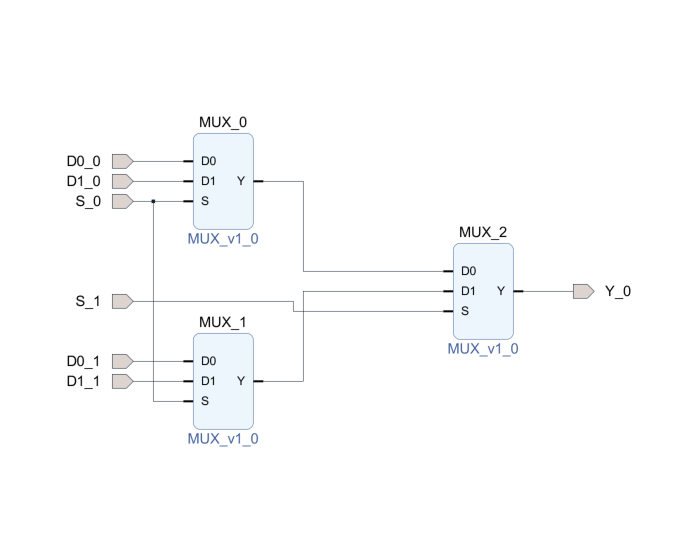 MUX_0
D0_0
D1_0
S_0
D0
D1
S
Y
MUX_v1_0
S_1
MUX_1
D0_1
D1_1
D0
D1
S
Y
MUX_v1_0
MUX_2
D0
D1
S
Y
MUX_v1_0
Y_0